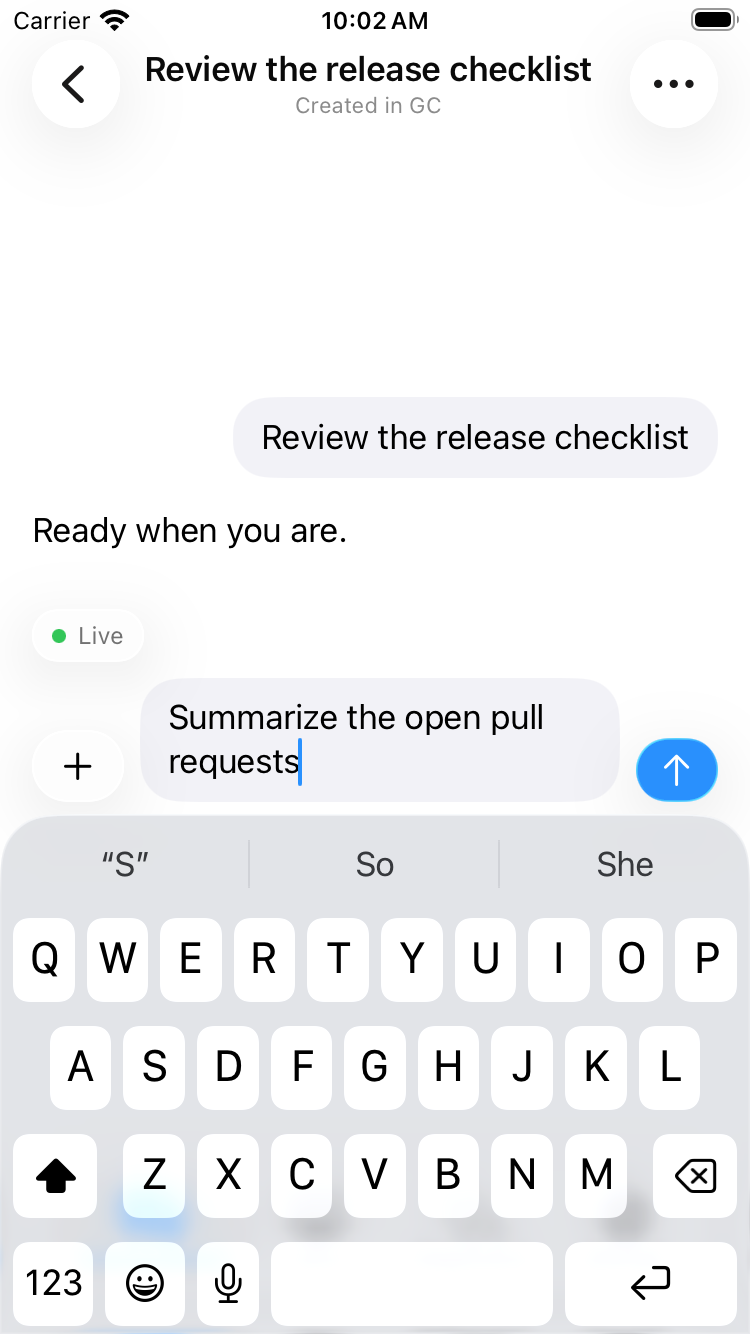 Carrier 10:02 AM
Review the release checklist
Created in GC
Review the release checklist
Ready when you are.
Live
Summarize the open pull
requests
“S” So She
Q W E R T Y U I O P
A S D F G H J K L
Z X C V B N M
123